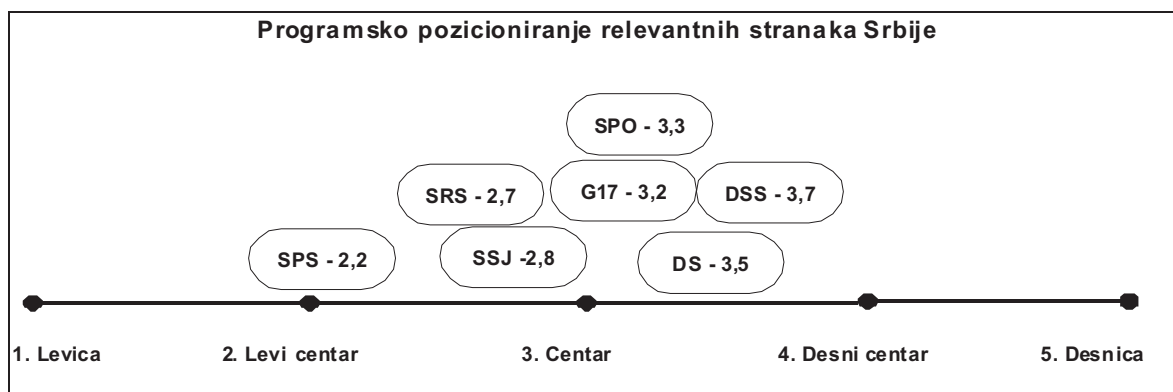 Programsko pozicioniranje relevantnih stranaka Srbije
SPO - 3,3
SRS - 2,7
G17 - 3,2
DSS - 3,7
SPS - 2,2
SSJ -2,8
DS - 3,5
1. Levica
2. Levi centar
3. Centar
4. Desni centar
5. Desnica